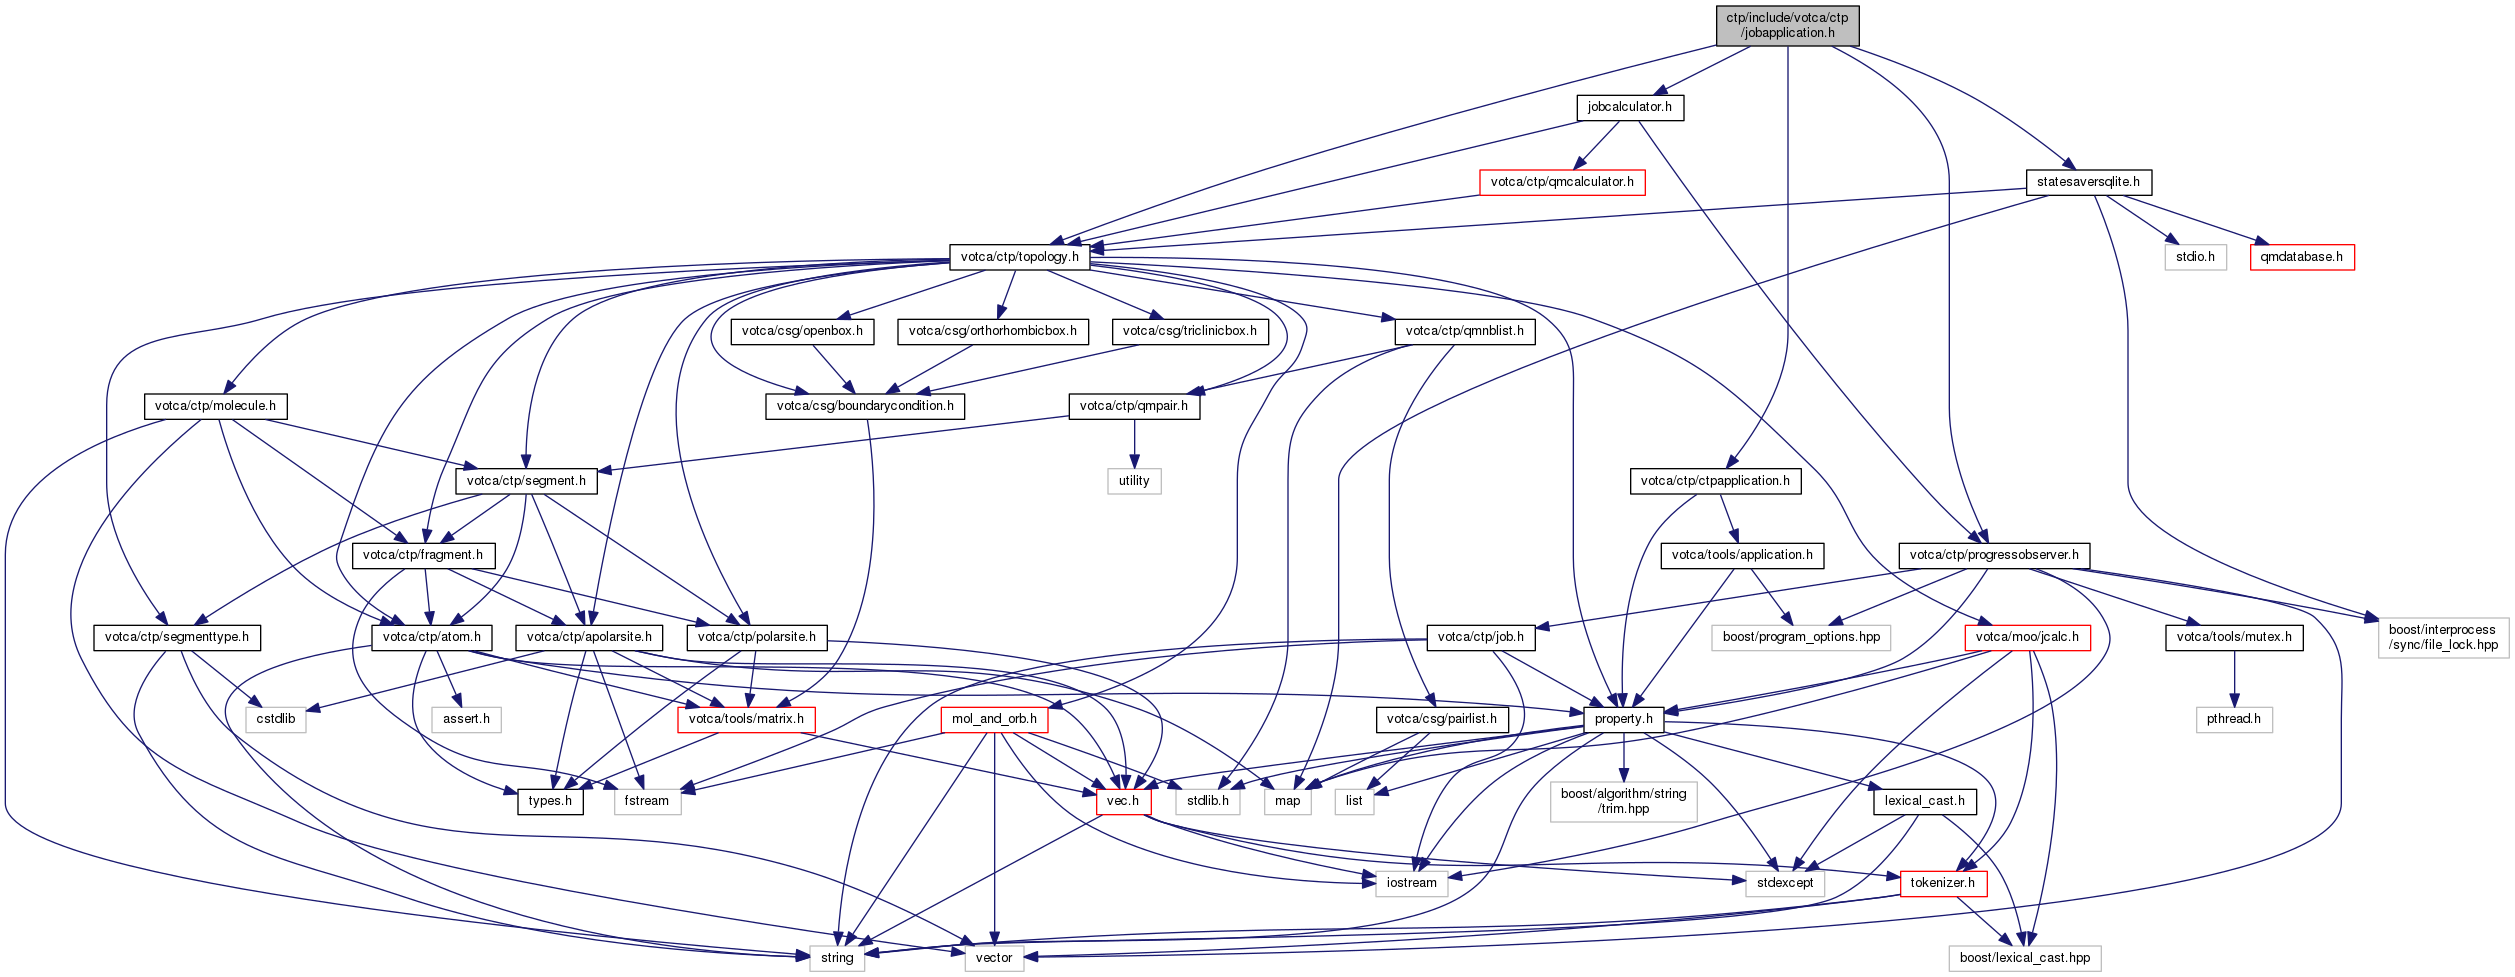 ctp/include/votca/ctp
/jobapplication.h
jobcalculator.h
votca/ctp/qmcalculator.h
statesaversqlite.h
votca/ctp/topology.h
stdio.h
qmdatabase.h
votca/csg/openbox.h
votca/csg/orthorhombicbox.h
votca/csg/triclinicbox.h
votca/ctp/qmnblist.h
votca/ctp/molecule.h
votca/csg/boundarycondition.h
votca/ctp/qmpair.h
votca/ctp/segment.h
utility
votca/ctp/ctpapplication.h
votca/ctp/fragment.h
votca/tools/application.h
votca/ctp/progressobserver.h
votca/ctp/segmenttype.h
votca/ctp/atom.h
votca/ctp/apolarsite.h
votca/ctp/polarsite.h
votca/ctp/job.h
boost/program_options.hpp
votca/moo/jcalc.h
votca/tools/mutex.h
boost/interprocess
/sync/file_lock.hpp
cstdlib
assert.h
votca/tools/matrix.h
mol_and_orb.h
votca/csg/pairlist.h
property.h
pthread.h
types.h
fstream
vec.h
stdlib.h
map
list
boost/algorithm/string
/trim.hpp
lexical_cast.h
iostream
stdexcept
tokenizer.h
string
vector
boost/lexical_cast.hpp